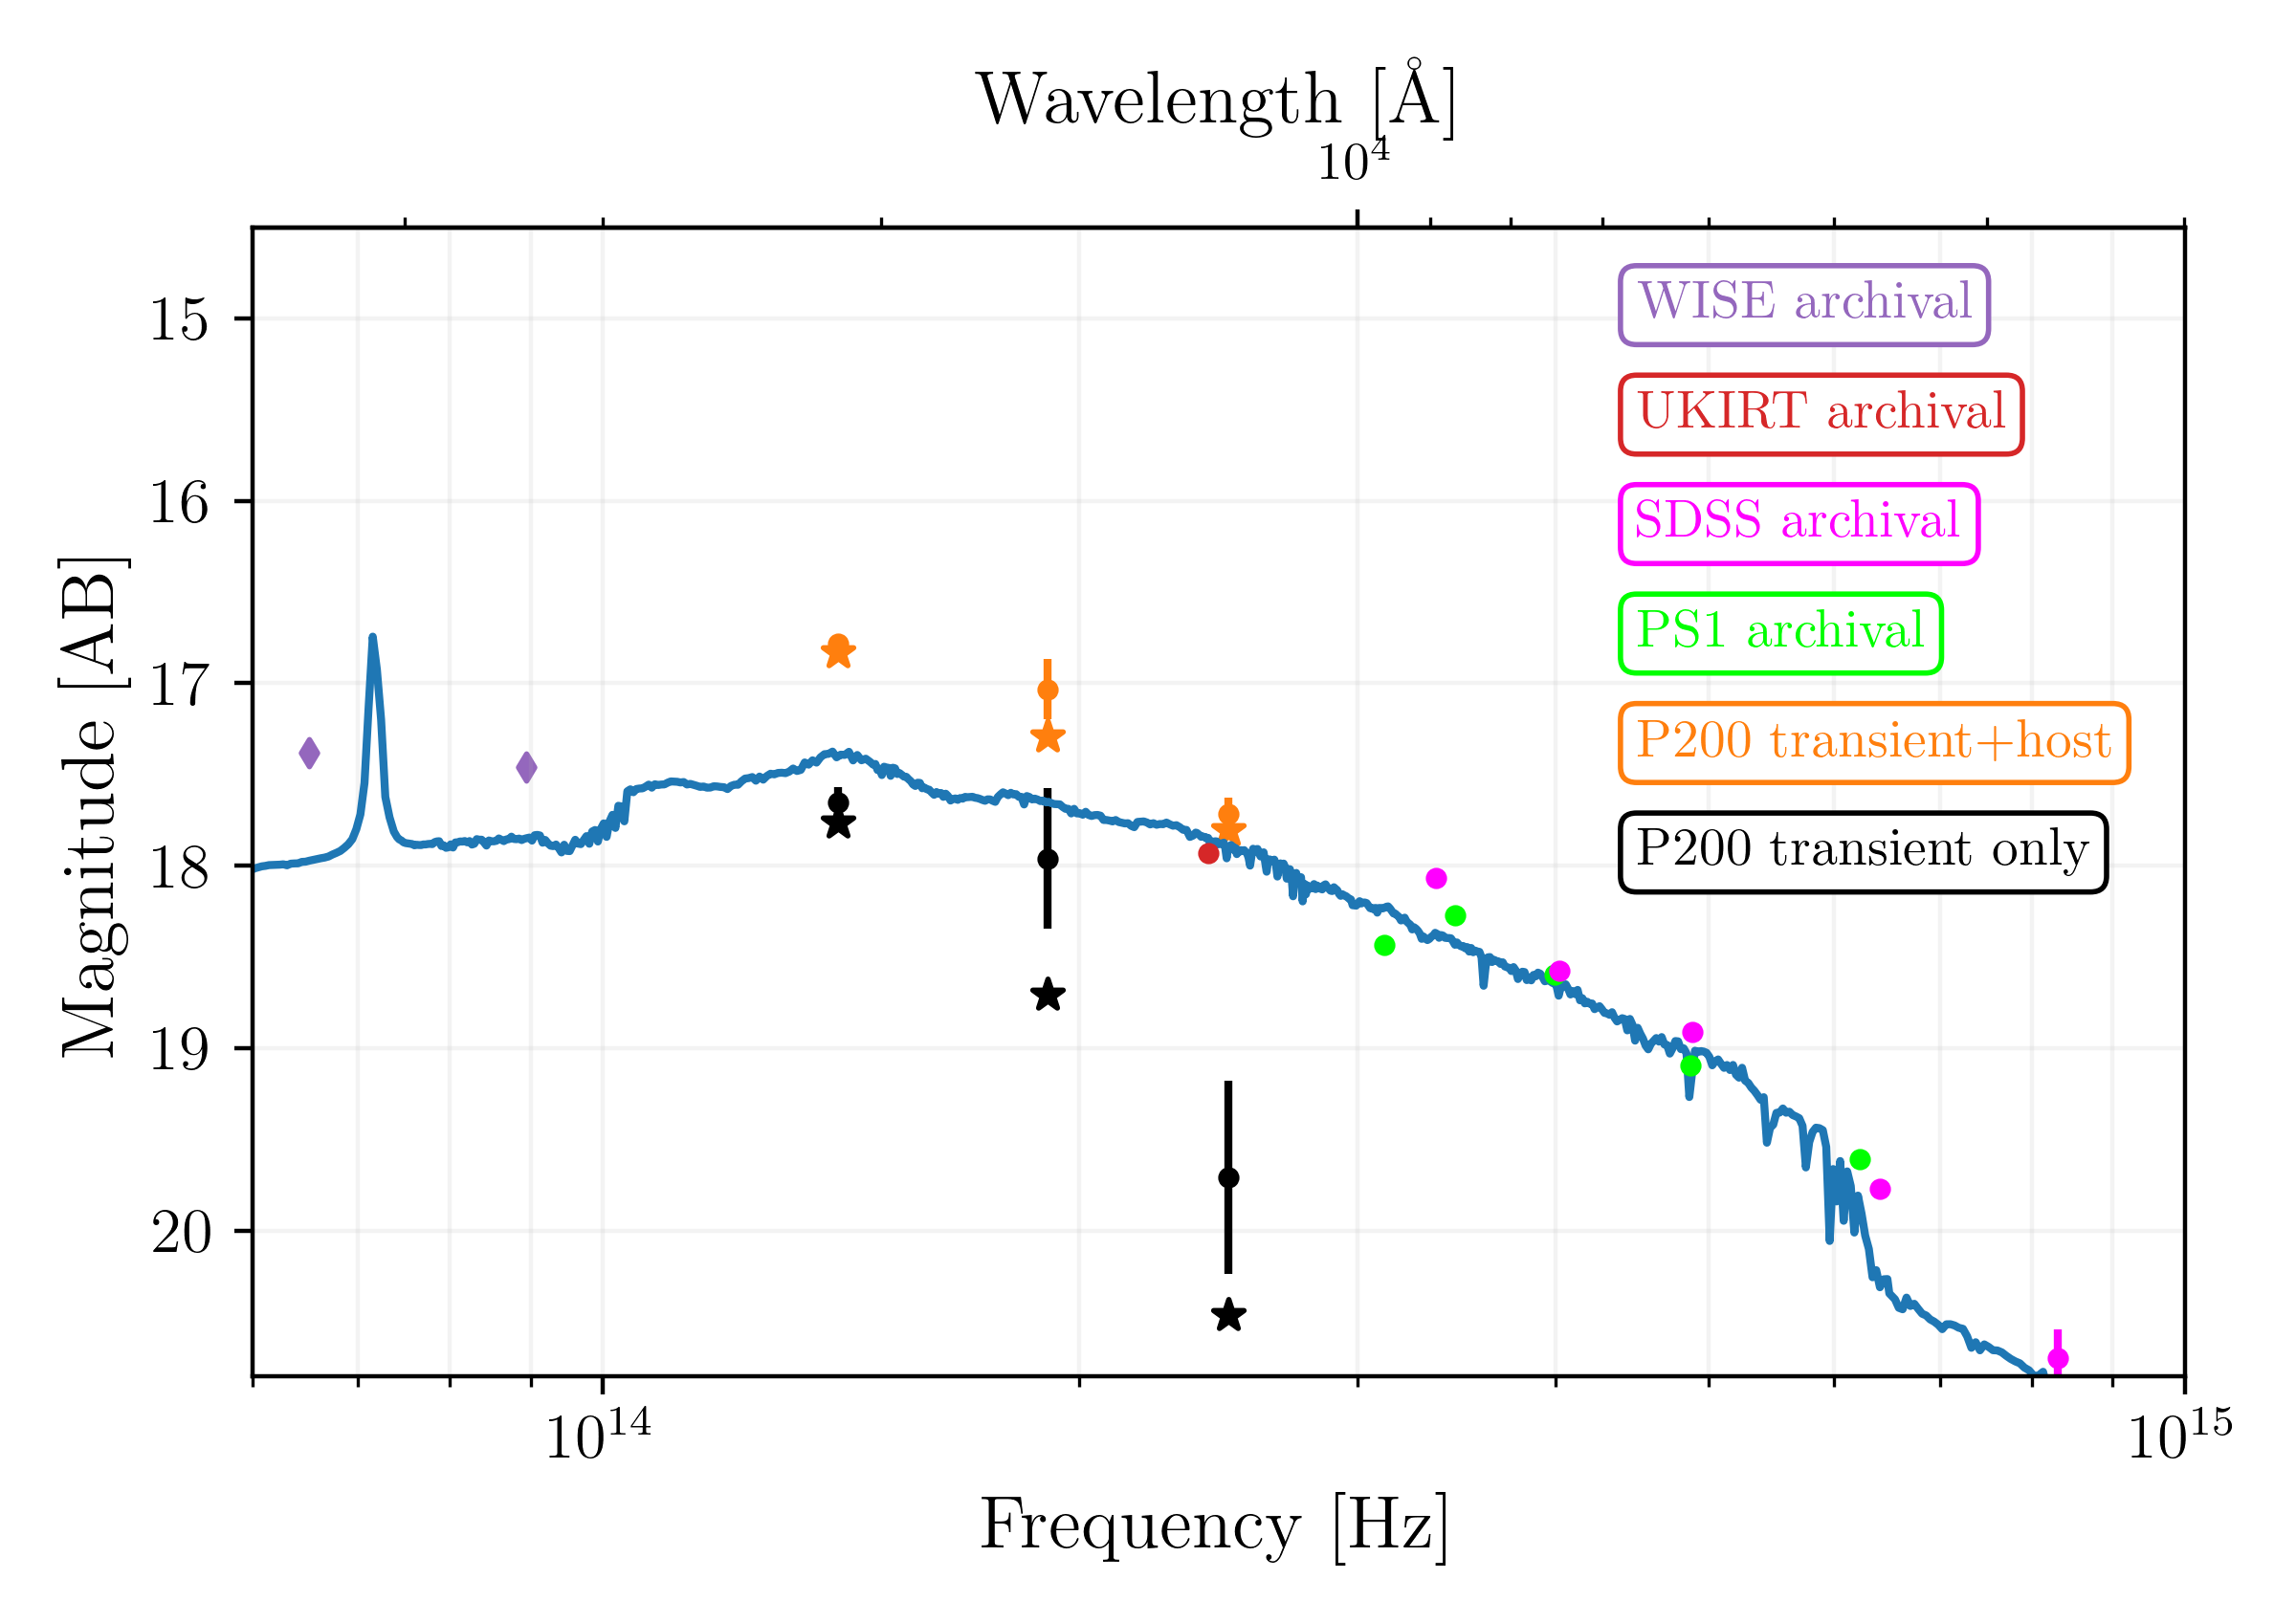 Wavelength [Å]
10⁴
15
16
17
18
19
20
Magnitude [AB]
WISE archival
UKIRT archival
SDSS archival
PS1 archival
P200 transient+host
P200 transient only
10¹⁴
10¹⁵
Frequency [Hz]